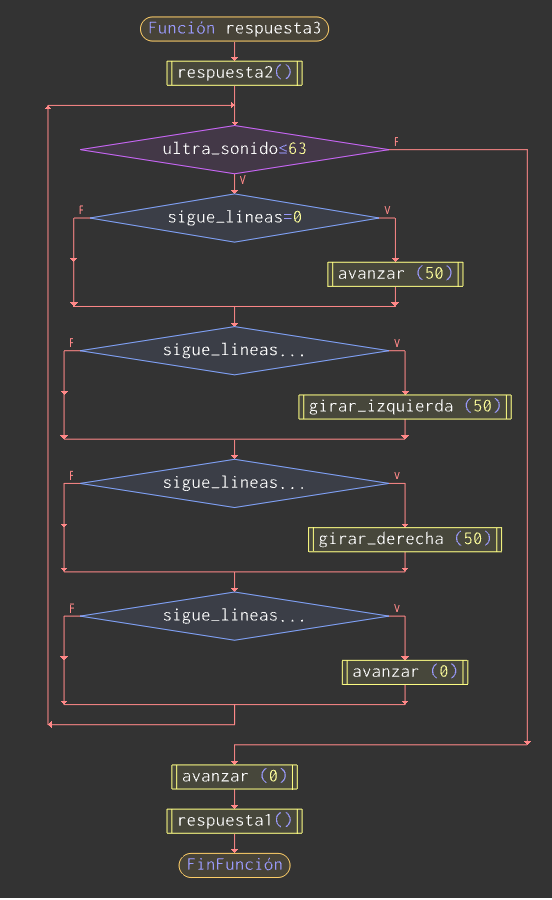 Función respuesta3
respuesta2()
ultra_sonido≤63
F
V
sigue_lineas=0
F
V
avanzar (50)
sigue_lineas...
F
V
girar_izquierda (50)
sigue_lineas...
F
V
girar_derecha (50)
sigue_lineas...
F
V
avanzar (0)
avanzar (0)
respuesta1()
FinFunción